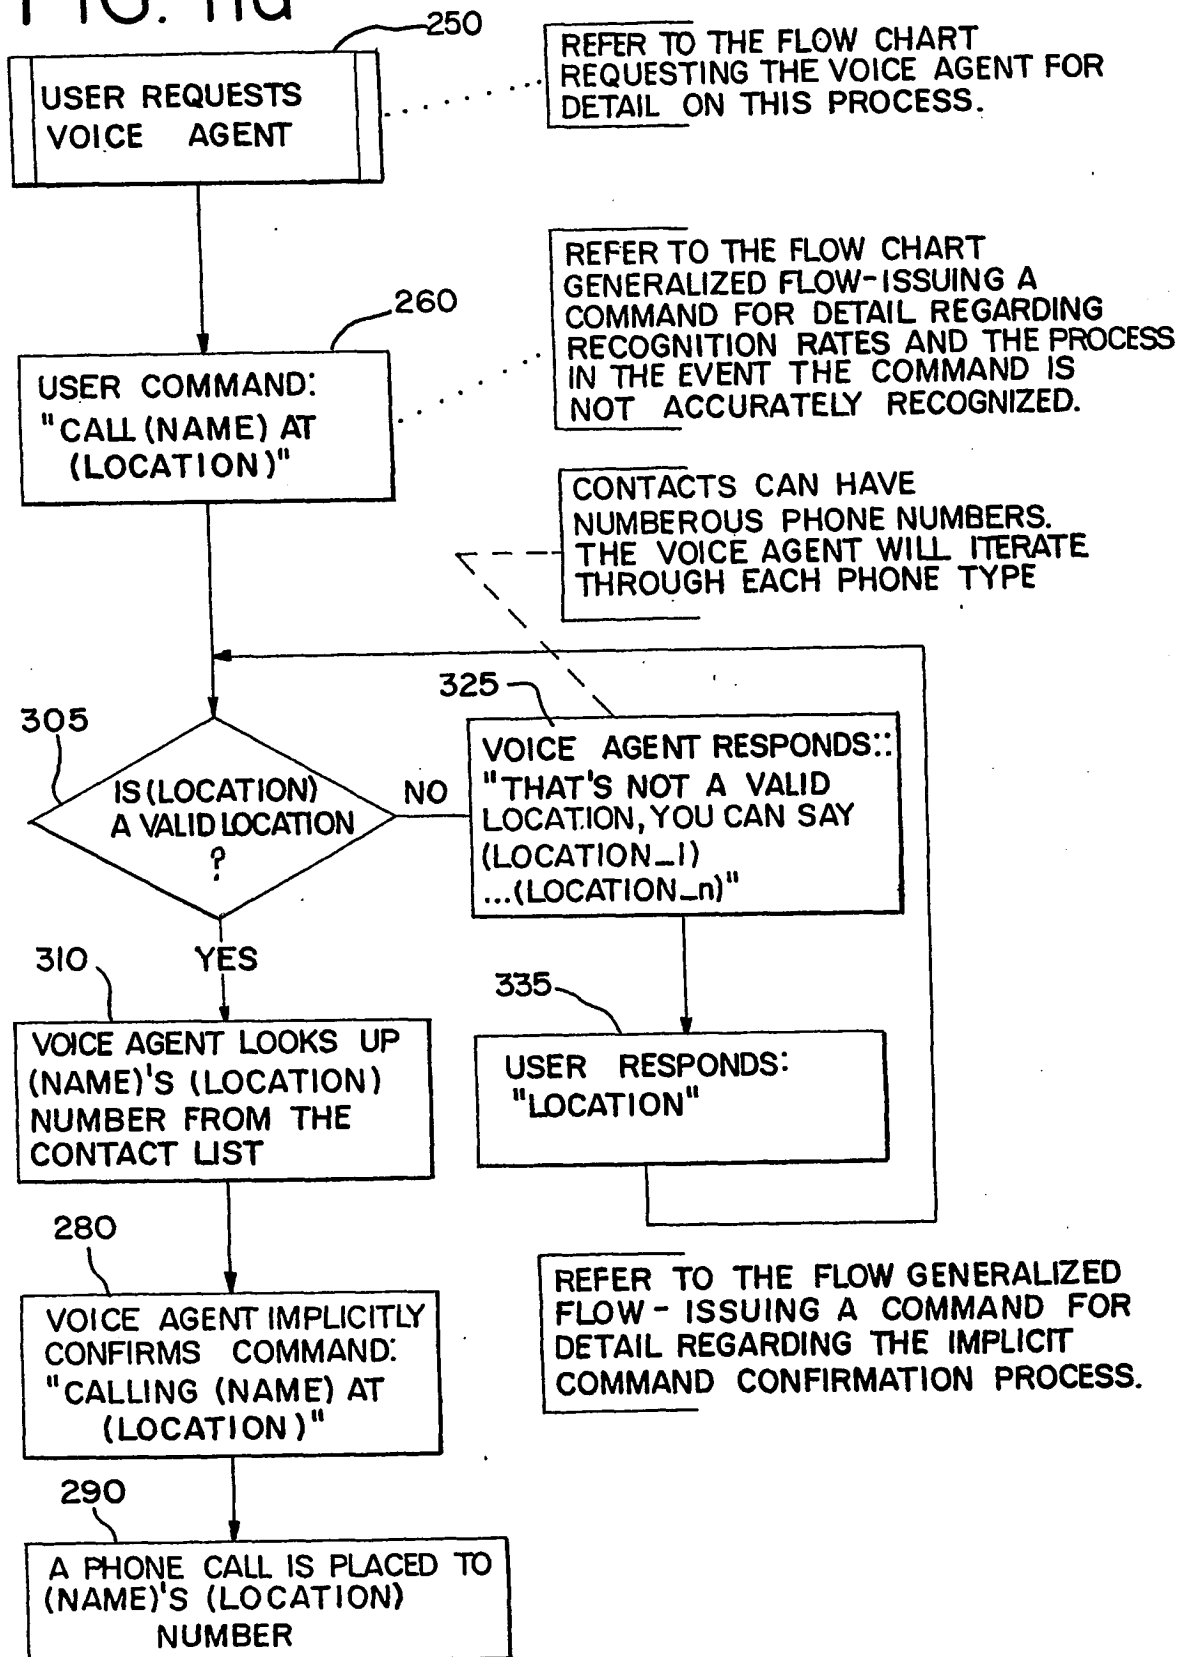 FIG. 11a
250
USER REQUESTS
VOICE AGENT
REFER TO THE FLOW CHART
REQUESTING THE VOICE AGENT FOR
DETAIL ON THIS PROCESS.
260
USER COMMAND:
"CALL (NAME) AT
(LOCATION)"
REFER TO THE FLOW CHART
GENERALIZED FLOW-ISSUING A
COMMAND FOR DETAIL REGARDING
RECOGNITION RATES AND THE PROCESS
IN THE EVENT THE COMMAND IS
NOT ACCURATELY RECOGNIZED.
CONTACTS CAN HAVE
NUMBEROUS PHONE NUMBERS.
THE VOICE AGENT WILL ITERATE
THROUGH EACH PHONE TYPE
305
IS (LOCATION)
A VALID LOCATION
?
NO
325
VOICE AGENT RESPONDS::
"THAT'S NOT A VALID
LOCATION, YOU CAN SAY
(LOCATION_1)
...(LOCATION_n)"
YES
335
USER RESPONDS:
"LOCATION"
310
VOICE AGENT LOOKS UP
(NAME)'S (LOCATION)
NUMBER FROM THE
CONTACT LIST
280
VOICE AGENT IMPLICITLY
CONFIRMS COMMAND:
"CALLING (NAME) AT
(LOCATION)"
REFER TO THE FLOW GENERALIZED
FLOW - ISSUING A COMMAND FOR
DETAIL REGARDING THE IMPLICIT
COMMAND CONFIRMATION PROCESS.
290
A PHONE CALL IS PLACED TO
(NAME)'S (LOCATION)
NUMBER